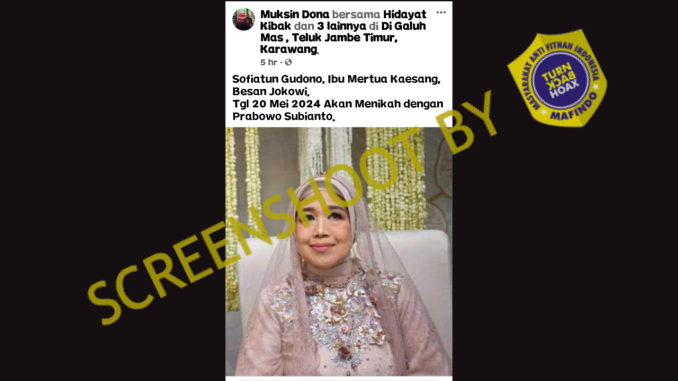 Muksin Dona bersama Hidayat
Kibak dan 3 lainnya di Di Galuh
Mas , Teluk Jambe Timur,
Karawang.
5 hr ·
Sofiatun Gudono, Ibu Mertua Kaesang,
Besan Jokowi.
Tgl 20 Mei 2024 Akan Menikah dengan
Prabowo Subianto.
SCREENSHOOT BY
MASYARAKAT ANTI FITNAH INDONESIA
TURN
BACK
HOAX
MAFINDO